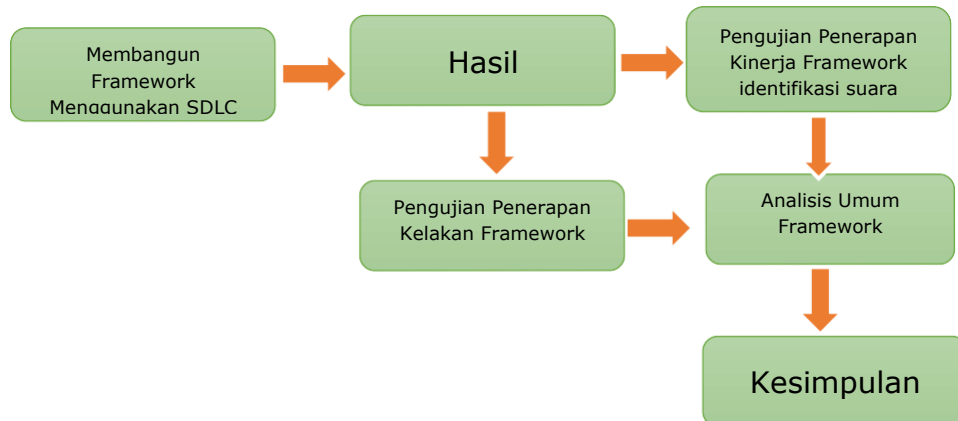 Membangun
Framework
Menggunakan SDLC
Hasil
Pengujian Penerapan
Kinerja Framework
identifikasi suara
Pengujian Penerapan
Kelakan Framework
Analisis Umum
Framework
Kesimpulan